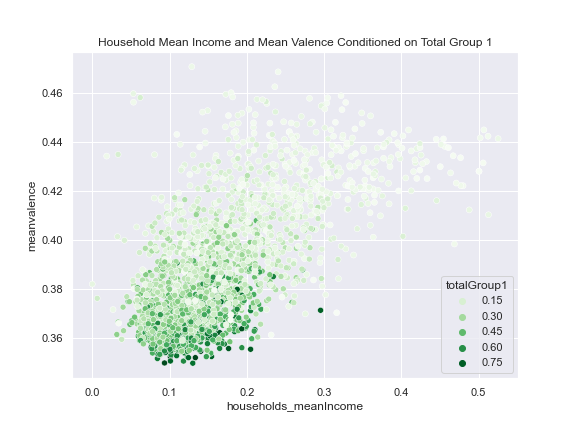 Household Mean Income and Mean Valence Conditioned on Total Group 1
meanvalence
0.46
0.44
0.42
0.40
0.38
0.36
0.0 0.1 0.2 0.3 0.4 0.5
households_meanIncome
totalGroup1
0.15
0.30
0.45
0.60
0.75